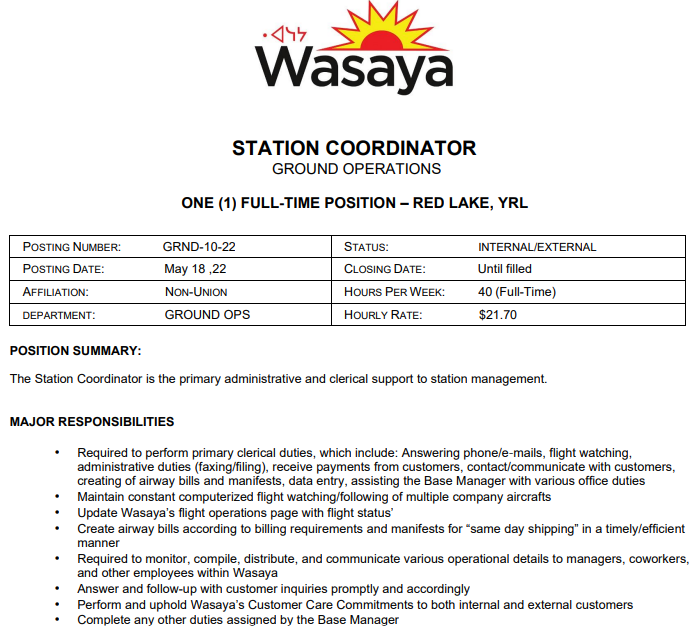 ᐧᐊᓴᔭ
Wasaya
STATION COORDINATOR
GROUND OPERATIONS
ONE (1) FULL-TIME POSITION – RED LAKE, YRL
POSTING NUMBER: GRND-10-22 STATUS: INTERNAL/EXTERNAL
POSTING DATE: May 18 ,22 CLOSING DATE: Until filled
AFFILIATION: NON-UNION HOURS PER WEEK: 40 (Full-Time)
DEPARTMENT: GROUND OPS HOURLY RATE: $21.70
POSITION SUMMARY:
The Station Coordinator is the primary administrative and clerical support to station management.
MAJOR RESPONSIBILITIES
• Required to perform primary clerical duties, which include: Answering phone/e-mails, flight watching,
administrative duties (faxing/filing), receive payments from customers, contact/communicate with customers,
creating of airway bills and manifests, data entry, assisting the Base Manager with various office duties
• Maintain constant computerized flight watching/following of multiple company aircrafts
• Update Wasaya's flight operations page with flight status'
• Create airway bills according to billing requirements and manifests for “same day shipping” in a timely/efficient
manner
• Required to monitor, compile, distribute, and communicate various operational details to managers, coworkers,
and other employees within Wasaya
• Answer and follow-up with customer inquiries promptly and accordingly
• Perform and uphold Wasaya's Customer Care Commitments to both internal and external customers
• Complete any other duties assigned by the Base Manager